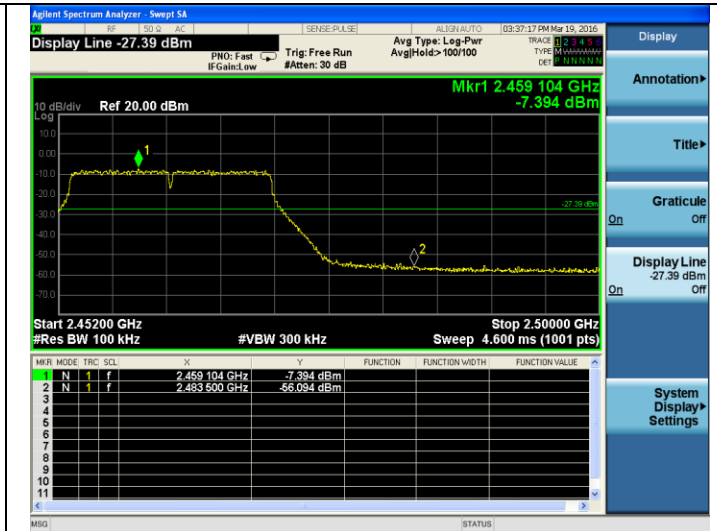 Agilent Spectrum Analyzer - Swept SA
RF 50 Ω AC SENSE:PULSE ALIGN AUTO 03:37:17 PM Mar 19, 2016
Display Line -27.39 dBm
PNO: Fast
IFGain:Low
Trig: Free Run
#Atten: 30 dB
Avg Type: Log-Pwr
Avg|Hold:>100/100
TRACE 1 2 3 4 5 6
TYPE M
DET P N N N N N
Mkr1 2.459 104 GHz
-7.394 dBm
10 dB/div
Log
Ref 20.00 dBm
10.0
0.00
-10.0
-20.0
-30.0
-40.0
-50.0
-60.0
-70.0
1
2
-27.39 dBm
Start 2.45200 GHz
Stop 2.50000 GHz
#Res BW 100 kHz
#VBW 300 kHz
Sweep 4.600 ms (1001 pts)
MKR MODE TRC SCL X Y FUNCTION FUNCTION WIDTH FUNCTION VALUE
1 N 1 f 2.459 104 GHz -7.394 dBm
2 N 1 f 2.483 500 GHz -56.094 dBm
3
4
5
6
7
8
9
10
11
MSG
STATUS
Display
Annotation
Title
Graticule
On Off
Display Line
-27.39 dBm
On Off
System
Display
Settings